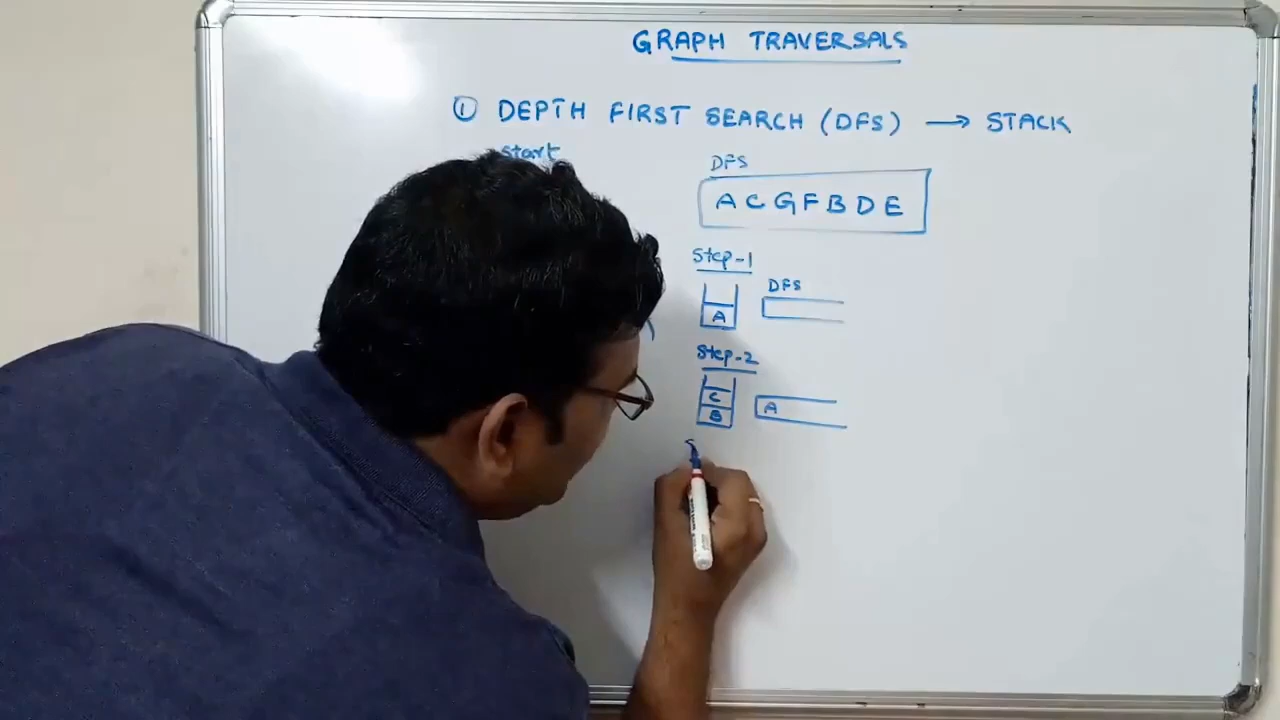 GRAPH TRAVERSALS
① DEPTH FIRST SEARCH (DFS) → STACK
Start
DFS
A C G F B D E
Step-1
DFS
A
Step-2
C
B
A
S